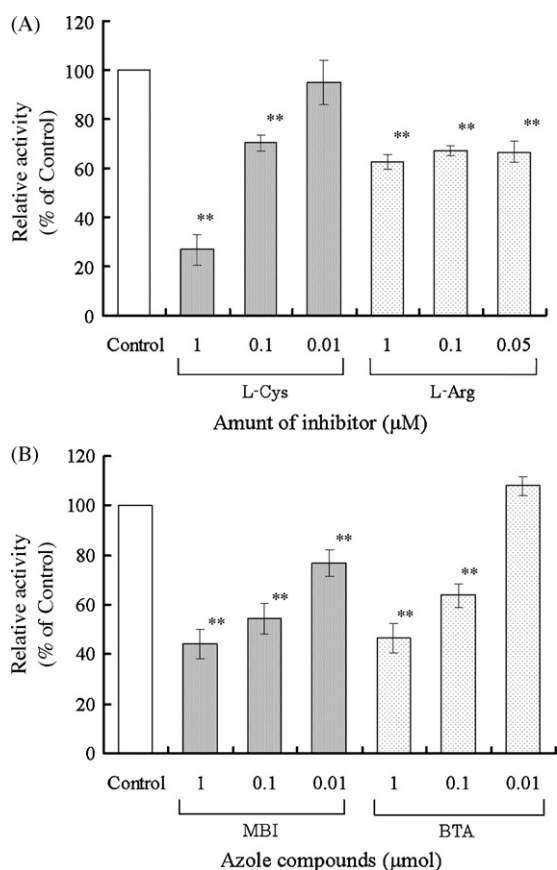 (A)
120
100
80
60
40
20
0
Relative activity
(% of Control)
**
**
**
**
**
Control 1 0.1 0.01 1 0.1 0.05
L-Cys L-Arg
Amunt of inhibitor (μM)
(B)
120
100
80
60
40
20
0
Relative activity
(% of Control)
**
**
**
**
**
Control 1 0.1 0.01 1 0.1 0.01
MBI BTA
Azole compounds (μmol)